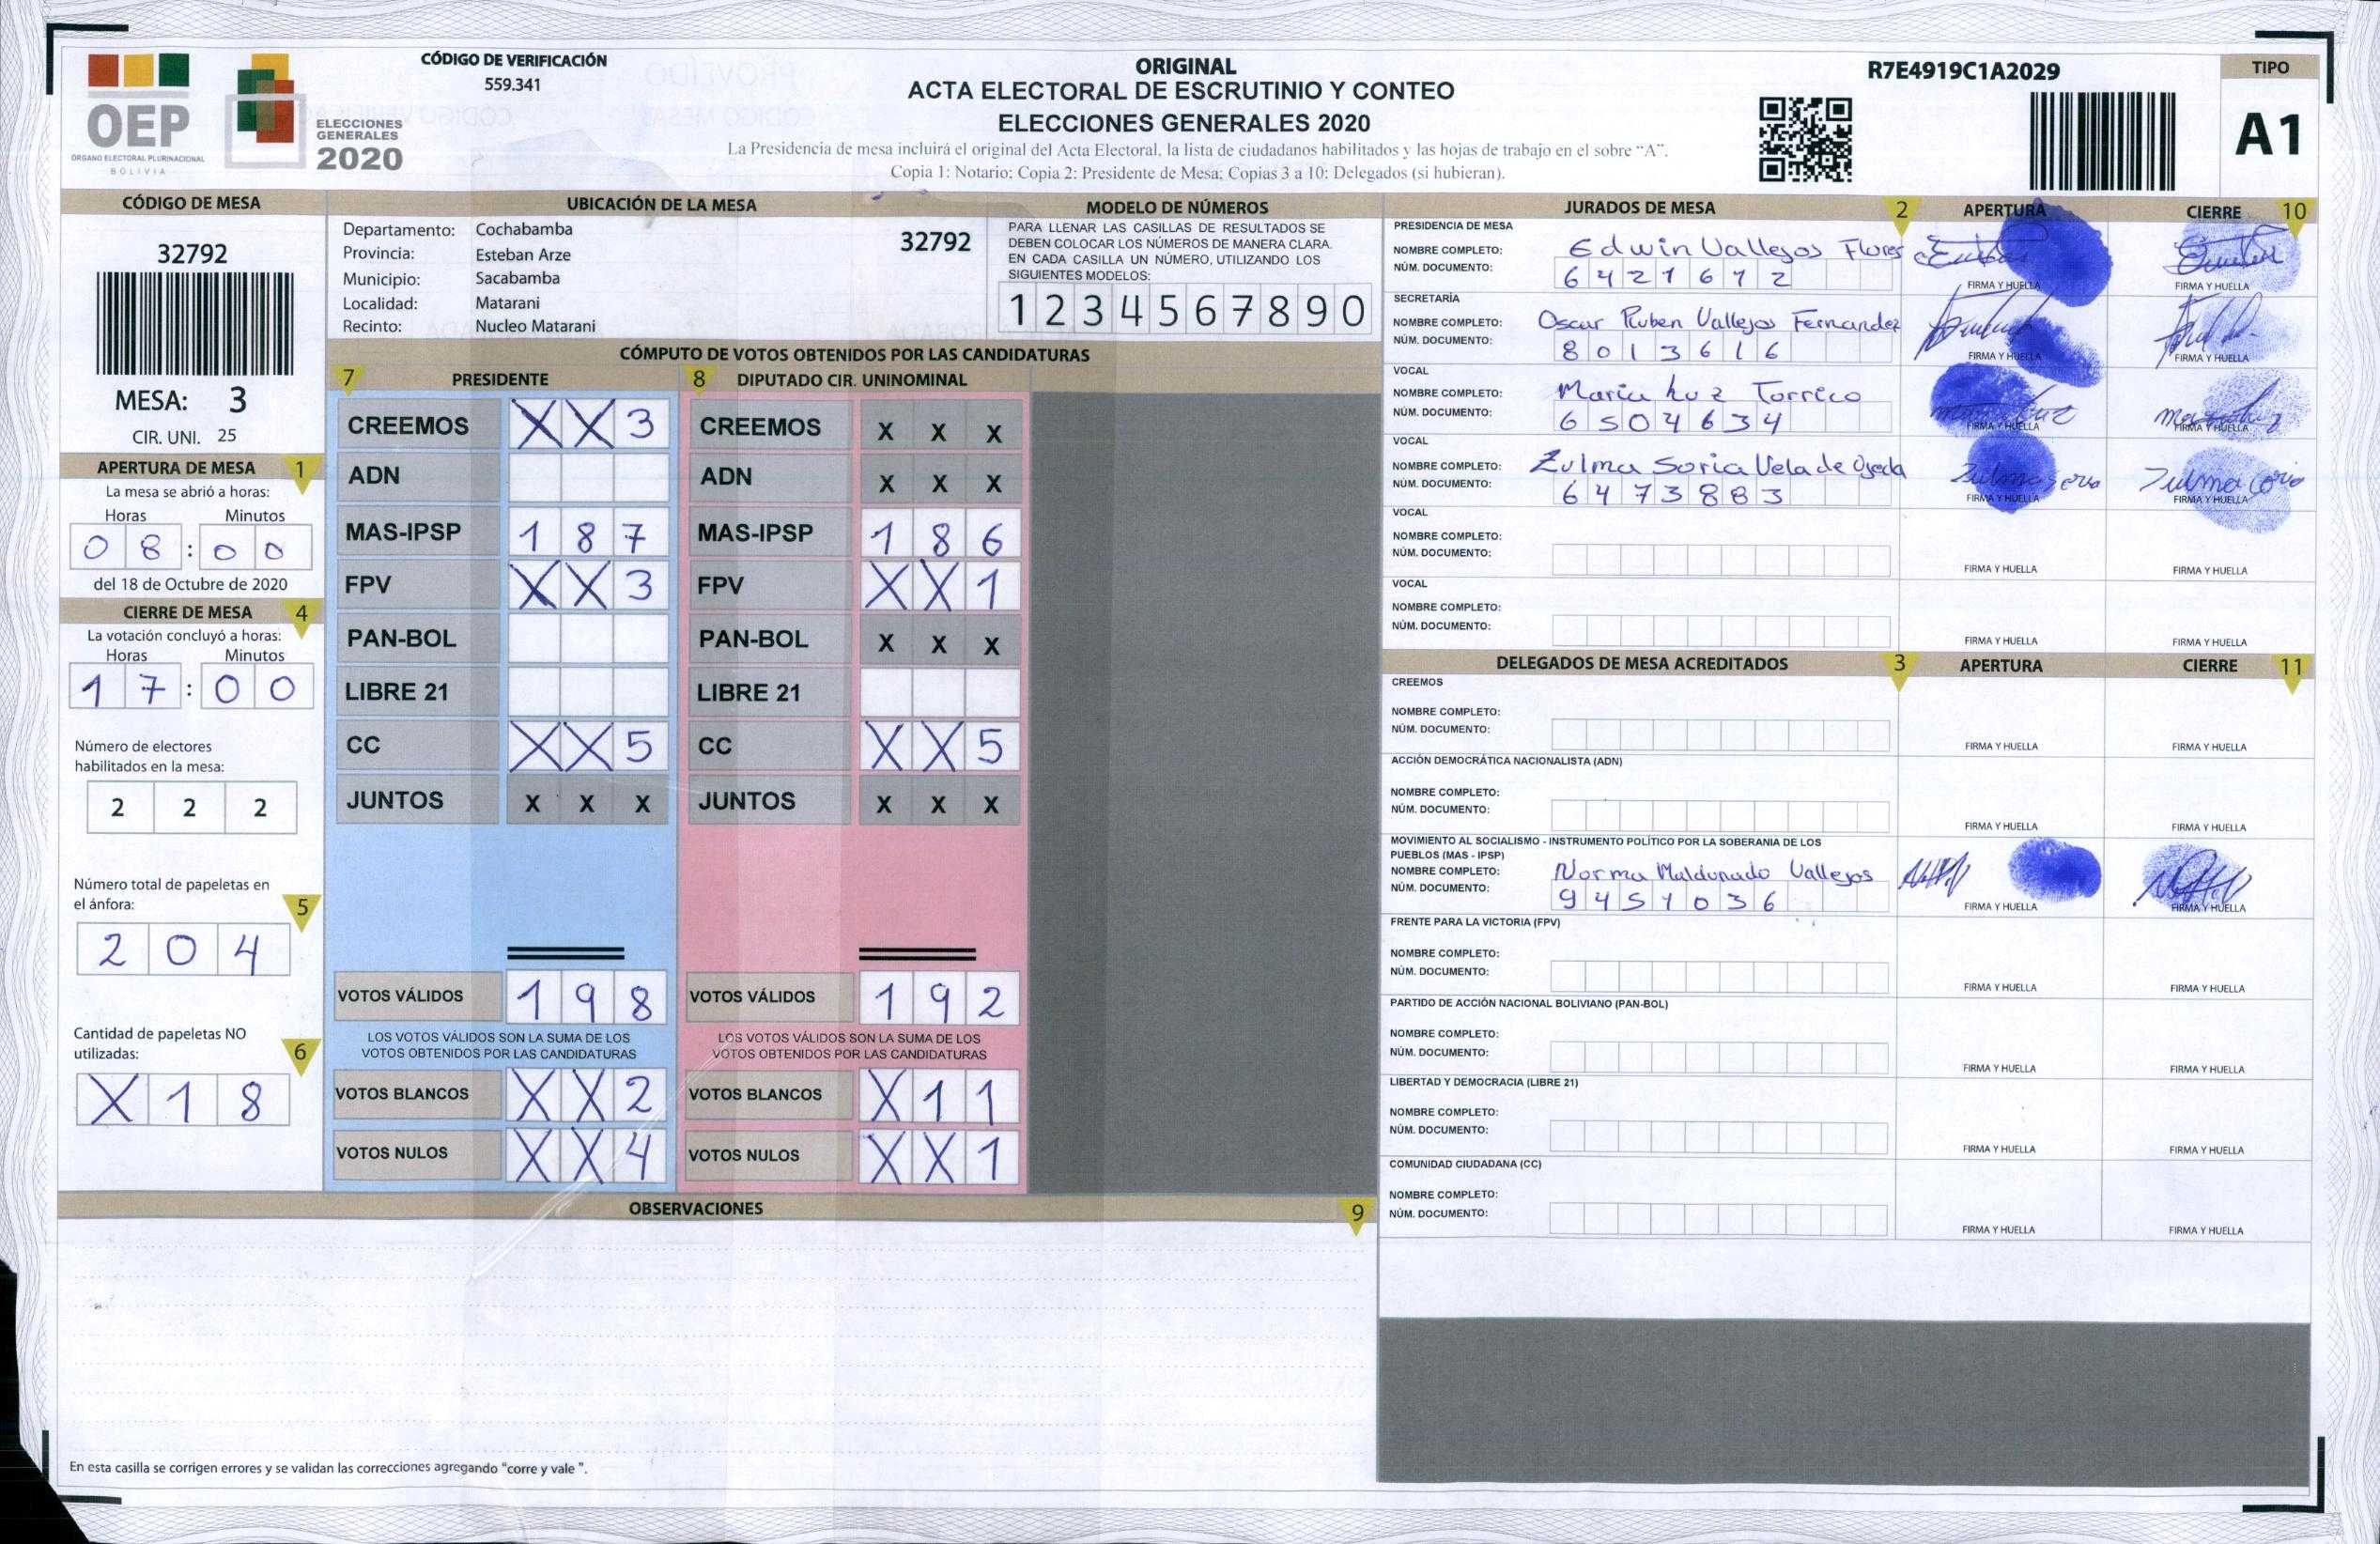 OEP
ÓRGANO ELECTORAL PLURINACIONAL
BOLIVIA
ELECCIONES
GENERALES
2020
CÓDIGO DE VERIFICACIÓN
559.341
ORIGINAL
ACTA ELECTORAL DE ESCRUTINIO Y CONTEO
ELECCIONES GENERALES 2020
La Presidencia de mesa incluirá el original del Acta Electoral, la lista de ciudadanos habilitados y las hojas de trabajo en el sobre “A”.
Copia 1: Notario; Copia 2: Presidente de Mesa; Copias 3 a 10: Delegados (si hubieran).
R7E4919C1A2029
TIPO
A1
CÓDIGO DE MESA
32792
MESA: 3
CIR. UNI. 25
APERTURA DE MESA 1
La mesa se abrió a horas:
Horas Minutos
0 8 : 0 0
del 18 de Octubre de 2020
CIERRE DE MESA 4
La votación concluyó a horas:
Horas Minutos
1 7 : 0 0
Número de electores
habilitados en la mesa:
2 2 2
Número total de papeletas en
el ánfora: 5
2 0 4
Cantidad de papeletas NO
utilizadas: 6
X 1 8
UBICACIÓN DE LA MESA
Departamento: Cochabamba
Provincia: Esteban Arze
Municipio: Sacabamba
Localidad: Matarani
Recinto: Nucleo Matarani
32792
MODELO DE NÚMEROS
PARA LLENAR LAS CASILLAS DE RESULTADOS SE
DEBEN COLOCAR LOS NÚMEROS DE MANERA CLARA.
EN CADA CASILLA UN NÚMERO, UTILIZANDO LOS
SIGUIENTES MODELOS:
1 2 3 4 5 6 7 8 9 0
CÓMPUTO DE VOTOS OBTENIDOS POR LAS CANDIDATURAS
7 PRESIDENTE
CREEMOS X X 3
ADN
MAS-IPSP 1 8 7
FPV X X 3
PAN-BOL
LIBRE 21
CC X X 5
JUNTOS X X X
VOTOS VÁLIDOS 1 9 8
LOS VOTOS VÁLIDOS SON LA SUMA DE LOS
VOTOS OBTENIDOS POR LAS CANDIDATURAS
VOTOS BLANCOS X X 2
VOTOS NULOS X X 4
8 DIPUTADO CIR. UNINOMINAL
CREEMOS X X X
ADN X X X
MAS-IPSP 1 8 6
FPV X X 1
PAN-BOL X X X
LIBRE 21
CC X X 5
JUNTOS X X X
VOTOS VÁLIDOS 1 9 2
LOS VOTOS VÁLIDOS SON LA SUMA DE LOS
VOTOS OBTENIDOS POR LAS CANDIDATURAS
VOTOS BLANCOS X 1 1
VOTOS NULOS X X 1
OBSERVACIONES 9
En esta casilla se corrigen errores y se validan las correcciones agregando “corre y vale ”.
JURADOS DE MESA 2 APERTURA CIERRE 10
PRESIDENCIA DE MESA
NOMBRE COMPLETO: Edwin Vallejos Flores
NÚM. DOCUMENTO: 6 4 2 1 6 7 2
FIRMA Y HUELLA FIRMA Y HUELLA
SECRETARÍA
NOMBRE COMPLETO: Oscar Ruben Vallejos Fernandez
NÚM. DOCUMENTO: 8 0 1 3 6 1 6
FIRMA Y HUELLA FIRMA Y HUELLA
VOCAL
NOMBRE COMPLETO: Maria Luz Torrico
NÚM. DOCUMENTO: 6 5 0 4 6 3 4
FIRMA Y HUELLA FIRMA Y HUELLA
VOCAL
NOMBRE COMPLETO: Zulma Soria Vela de Ojeda
NÚM. DOCUMENTO: 6 4 7 3 8 8 3
FIRMA Y HUELLA FIRMA Y HUELLA
VOCAL
NOMBRE COMPLETO:
NÚM. DOCUMENTO:
FIRMA Y HUELLA FIRMA Y HUELLA
VOCAL
NOMBRE COMPLETO:
NÚM. DOCUMENTO:
FIRMA Y HUELLA FIRMA Y HUELLA
DELEGADOS DE MESA ACREDITADOS 3 APERTURA CIERRE 11
CREEMOS
NOMBRE COMPLETO:
NÚM. DOCUMENTO:
FIRMA Y HUELLA FIRMA Y HUELLA
ACCIÓN DEMOCRÁTICA NACIONALISTA (ADN)
NOMBRE COMPLETO:
NÚM. DOCUMENTO:
FIRMA Y HUELLA FIRMA Y HUELLA
MOVIMIENTO AL SOCIALISMO - INSTRUMENTO POLÍTICO POR LA SOBERANIA DE LOS
PUEBLOS (MAS - IPSP)
NOMBRE COMPLETO: Norma Maldonado Vallejos
NÚM. DOCUMENTO: 9 4 5 1 0 3 6
FIRMA Y HUELLA FIRMA Y HUELLA
FRENTE PARA LA VICTORIA (FPV)
NOMBRE COMPLETO:
NÚM. DOCUMENTO:
FIRMA Y HUELLA FIRMA Y HUELLA
PARTIDO DE ACCIÓN NACIONAL BOLIVIANO (PAN-BOL)
NOMBRE COMPLETO:
NÚM. DOCUMENTO:
FIRMA Y HUELLA FIRMA Y HUELLA
LIBERTAD Y DEMOCRACIA (LIBRE 21)
NOMBRE COMPLETO:
NÚM. DOCUMENTO:
FIRMA Y HUELLA FIRMA Y HUELLA
COMUNIDAD CIUDADANA (CC)
NOMBRE COMPLETO:
NÚM. DOCUMENTO:
FIRMA Y HUELLA FIRMA Y HUELLA